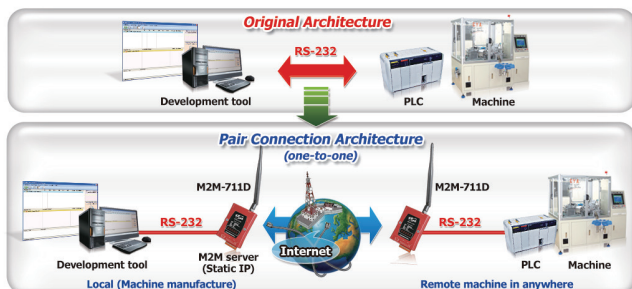 Original Architecture
RS-232
Development tool
PLC
Machine
Pair Connection Architecture
(one-to-one)
M2M-711D
M2M-711D
RS-232
RS-232
Internet
Development tool
M2M server
(Static IP)
PLC
Machine
Local (Machine manufacture)
Remote machine in anywhere